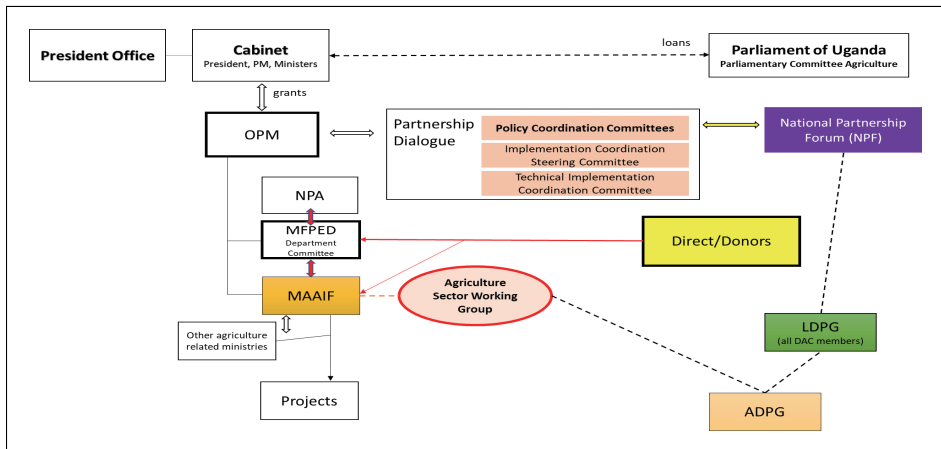 President Office
Cabinet
President, PM, Ministers
loans
Parliament of Uganda
Parliamentary Committee Agriculture
grants
OPM
Partnership
Dialogue
Policy Coordination Committees
Implementation Coordination
Steering Committee
Technical Implementation
Coordination Committee
National Partnership
Forum (NPF)
NPA
MFPED
Department
Committee
Direct/Donors
MAAIF
Agriculture
Sector Working
Group
Other agriculture
related ministries
LDPG
(all DAC members)
Projects
ADPG